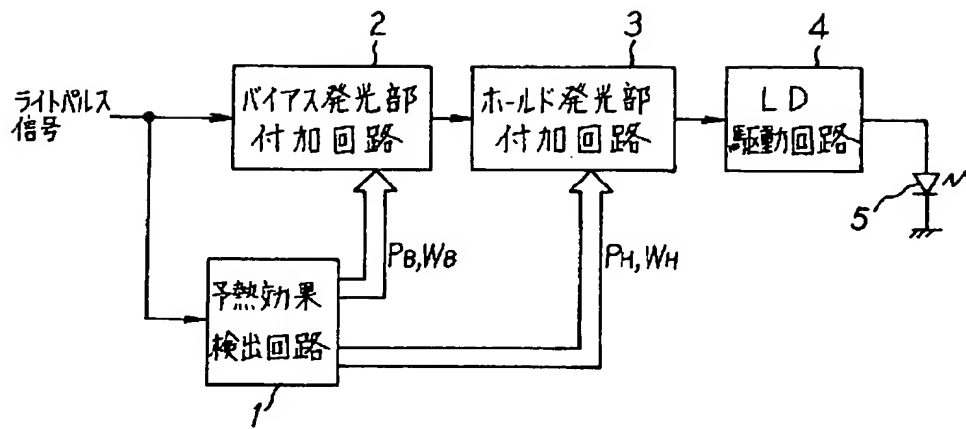 2
3
4
ライトパルス
信号
バイアス発光部
付加回路
ホールド発光部
付加回路
LD
駆動回路
5
PB,WB
PH,WH
予熱効果
検出回路
1